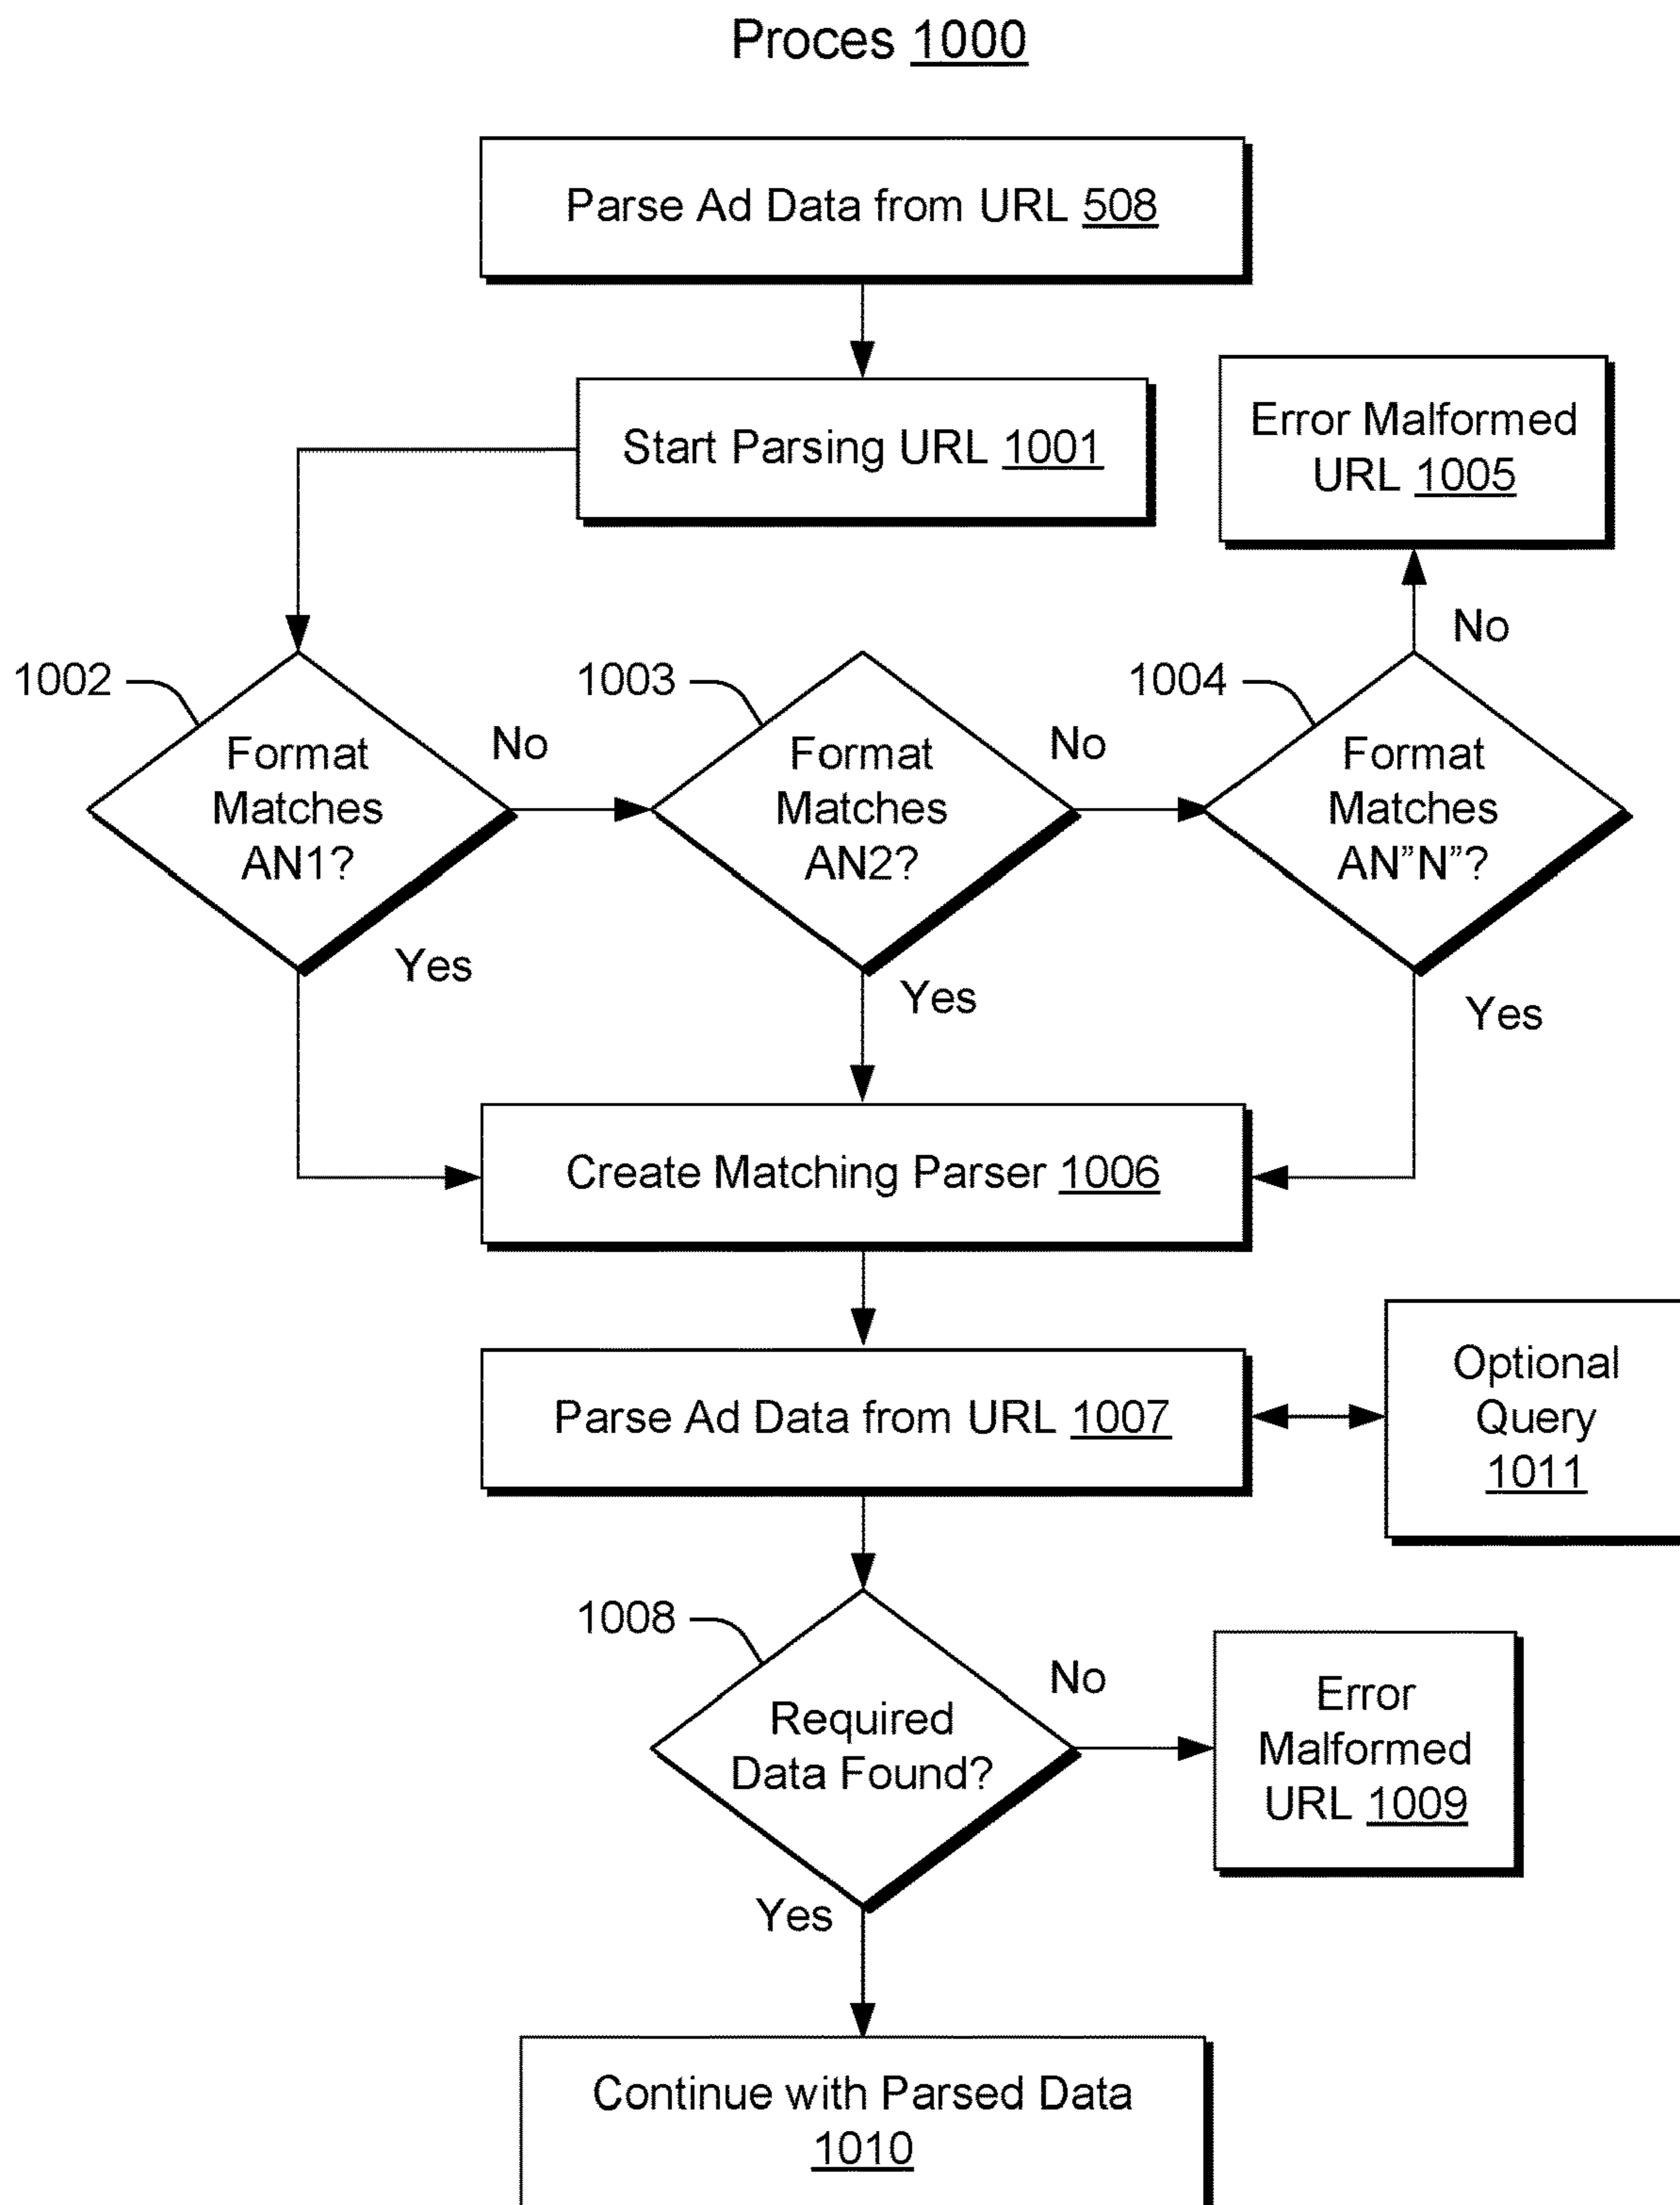 Proces 1000
Parse Ad Data from URL 508
Start Parsing URL 1001
Error Malformed
URL 1005
No
1002
1003
1004
Format
Matches
AN1?
No
Format
Matches
AN2?
No
Format
Matches
AN”N”?
Yes
Yes
Yes
Create Matching Parser 1006
Parse Ad Data from URL 1007
Optional
Query
1011
1008
Required
Data Found?
No
Error
Malformed
URL 1009
Yes
Continue with Parsed Data
1010